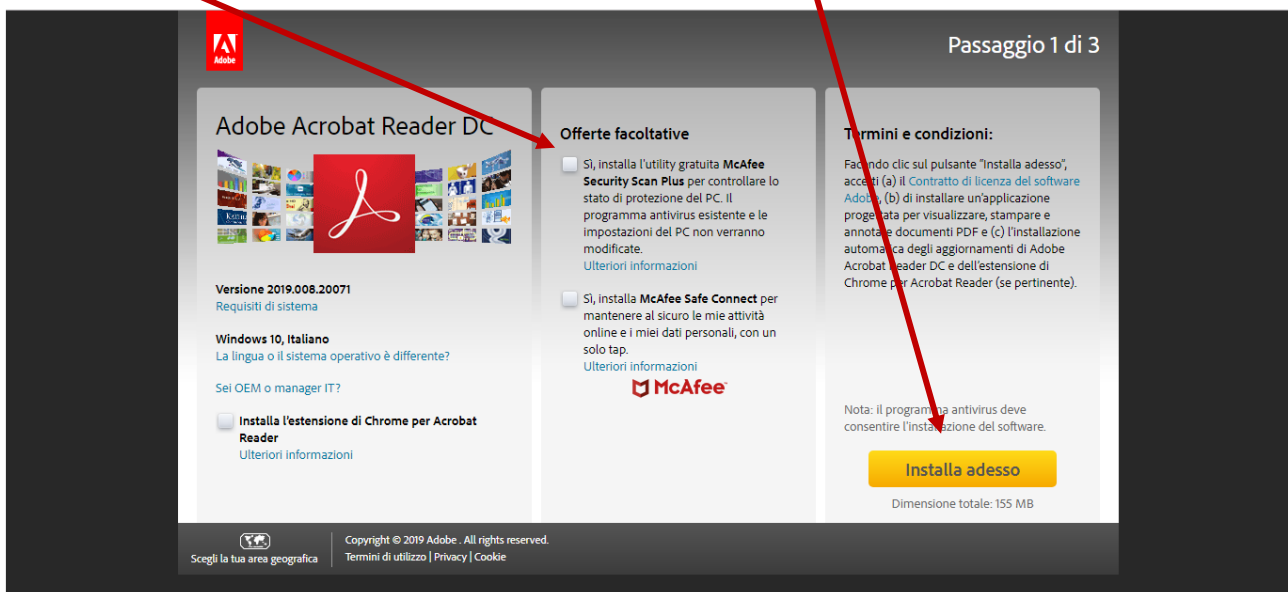 Adobe
Passaggio 1 di 3
Adobe Acrobat Reader DC
Versione 2019.008.20071
Requisiti di sistema
Windows 10, Italiano
La lingua o il sistema operativo è differente?
Sei OEM o manager IT?
Installa l'estensione di Chrome per Acrobat
Reader
Ulteriori informazioni
Offerte facoltative
Sì, installa l'utility gratuita McAfee
Security Scan Plus per controllare lo
stato di protezione del PC. Il
programma antivirus esistente e le
impostazioni del PC non verranno
modificate.
Ulteriori informazioni
Sì, installa McAfee Safe Connect per
mantenere al sicuro le mie attività
online e i miei dati personali, con un
solo tap.
Ulteriori informazioni
McAfee
Termini e condizioni:
Facendo clic sul pulsante "Installa adesso",
accetti (a) il Contratto di licenza del software
Adobe, (b) di installare un'applicazione
progettata per visualizzare, stampare e
annotare documenti PDF e (c) l'installazione
automatica degli aggiornamenti di Adobe
Acrobat Reader DC e dell'estensione di
Chrome per Acrobat Reader (se pertinente).
Nota: il programma antivirus deve
consentire l'installazione del software.
Installa adesso
Dimensione totale: 155 MB
Scegli la tua area geografica
Copyright © 2019 Adobe . All rights reserved.
Termini di utilizzo | Privacy | Cookie